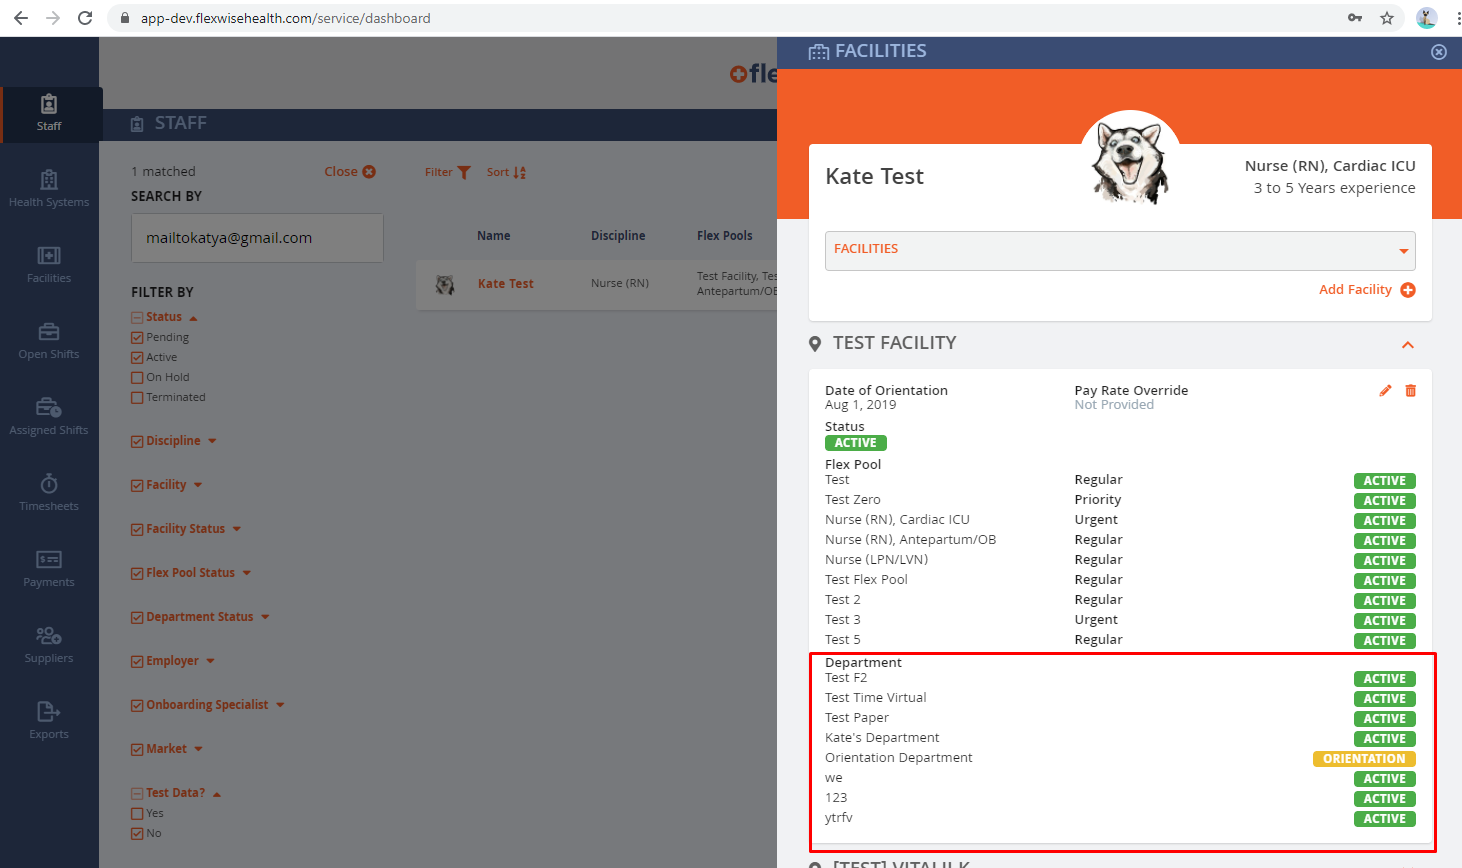 app-dev.flexwisehealth.com/service/dashboard
Staff
Health Systems
Facilities
Open Shifts
Assigned Shifts
Timesheets
Payments
Suppliers
Exports
fle
STAFF
1 matched
Close
SEARCH BY
mailtokatya@gmail.com
FILTER BY
Status
Pending
Active
On Hold
Terminated
Discipline
Facility
Facility Status
Flex Pool Status
Department Status
Employer
Onboarding Specialist
Market
Test Data?
Yes
No
Filter Sort
Name Discipline Flex Pools
Kate Test Nurse (RN) Test Facility, Tes
Antepartum/OB
FACILITIES
Kate Test
Nurse (RN), Cardiac ICU
3 to 5 Years experience
FACILITIES
Add Facility
TEST FACILITY
Date of Orientation Pay Rate Override
Aug 1, 2019 Not Provided
Status
ACTIVE
Flex Pool
Test Regular ACTIVE
Test Zero Priority ACTIVE
Nurse (RN), Cardiac ICU Urgent ACTIVE
Nurse (RN), Antepartum/OB Regular ACTIVE
Nurse (LPN/LVN) Regular ACTIVE
Test Flex Pool Regular ACTIVE
Test 2 Regular ACTIVE
Test 3 Urgent ACTIVE
Test 5 Regular ACTIVE
Department
Test F2 ACTIVE
Test Time Virtual ACTIVE
Test Paper ACTIVE
Kate's Department ACTIVE
Orientation Department ORIENTATION
we ACTIVE
123 ACTIVE
ytrfv ACTIVE
[TEST] VITALILK